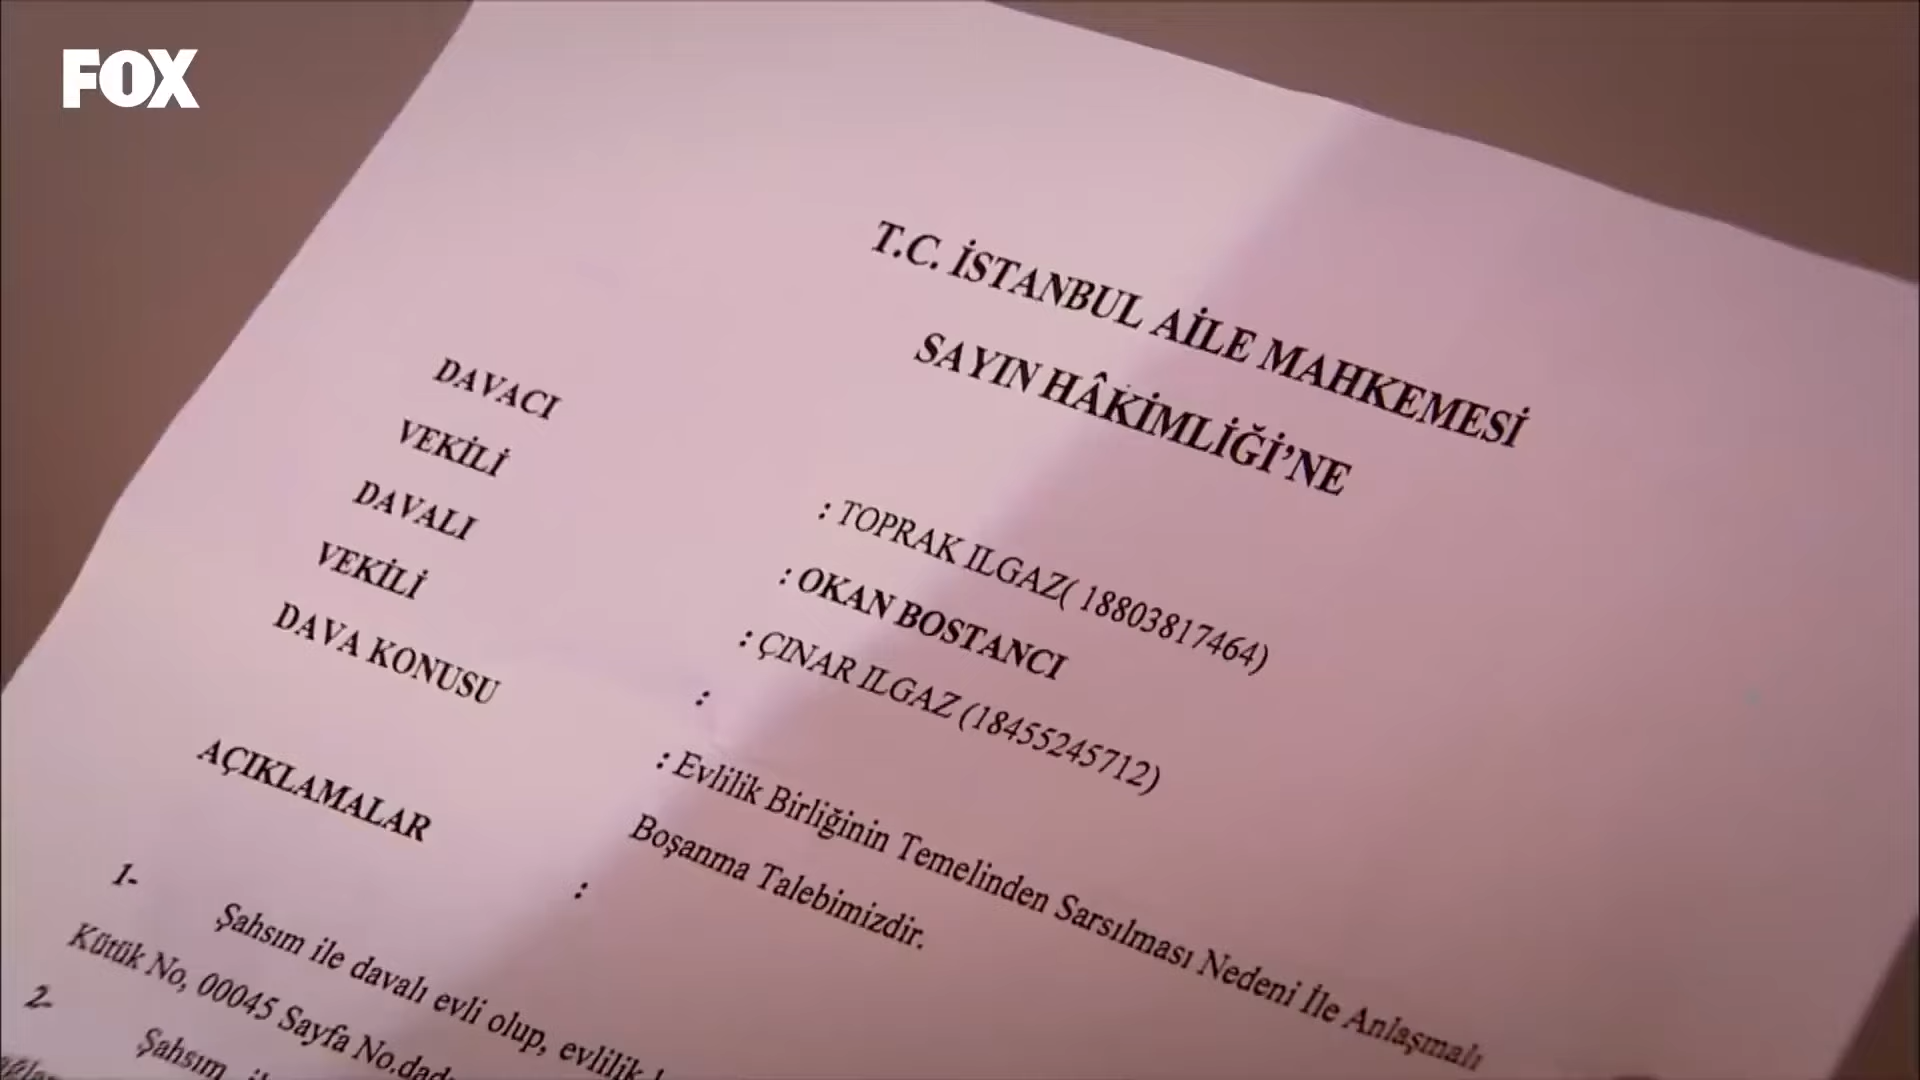 FOX
T.C. İSTANBUL AİLE MAHKEMESİ
SAYIN HÂKİMLİĞİ'NE
DAVACI : TOPRAK ILGAZ( 18803817464)
VEKİLİ : OKAN BOSTANCI
DAVALI : ÇINAR ILGAZ (18455245712)
VEKİLİ :
DAVA KONUSU : Evlilik Birliğinin Temelinden Sarsılması Nedeni İle Anlaşmalı
Boşanma Talebimizdir.
AÇIKLAMALAR :
1- Şahsım ile davalı evli olup, evlilik
Kütük No, 00045 Sayfa No.
2- Şahsım